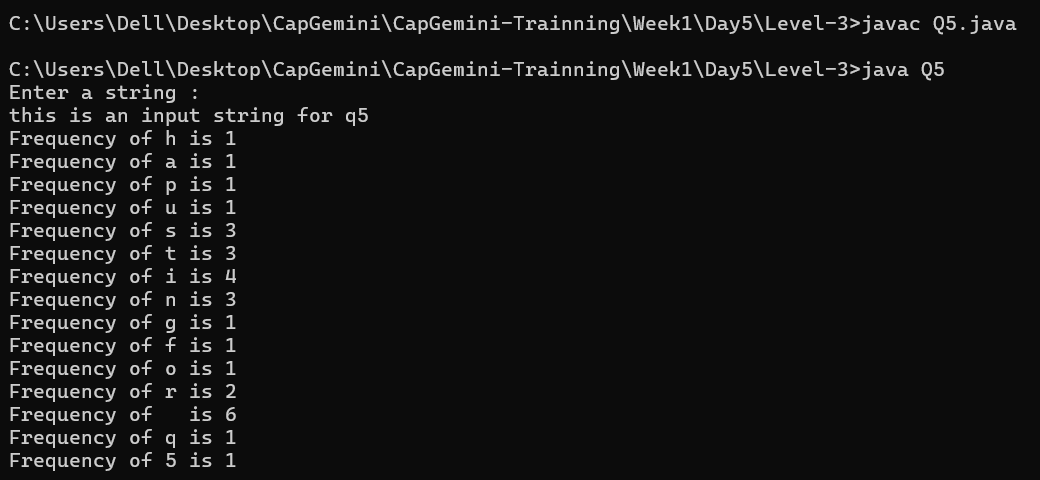 C:\Users\Dell\Desktop\CapGemini\CapGemini-Trainning\Week1\Day5\Level-3>javac Q5.java
C:\Users\Dell\Desktop\CapGemini\CapGemini-Trainning\Week1\Day5\Level-3>java Q5
Enter a string :
this is an input string for q5
Frequency of h is 1
Frequency of a is 1
Frequency of p is 1
Frequency of u is 1
Frequency of s is 3
Frequency of t is 3
Frequency of i is 4
Frequency of n is 3
Frequency of g is 1
Frequency of f is 1
Frequency of o is 1
Frequency of r is 2
Frequency of   is 6
Frequency of q is 1
Frequency of 5 is 1